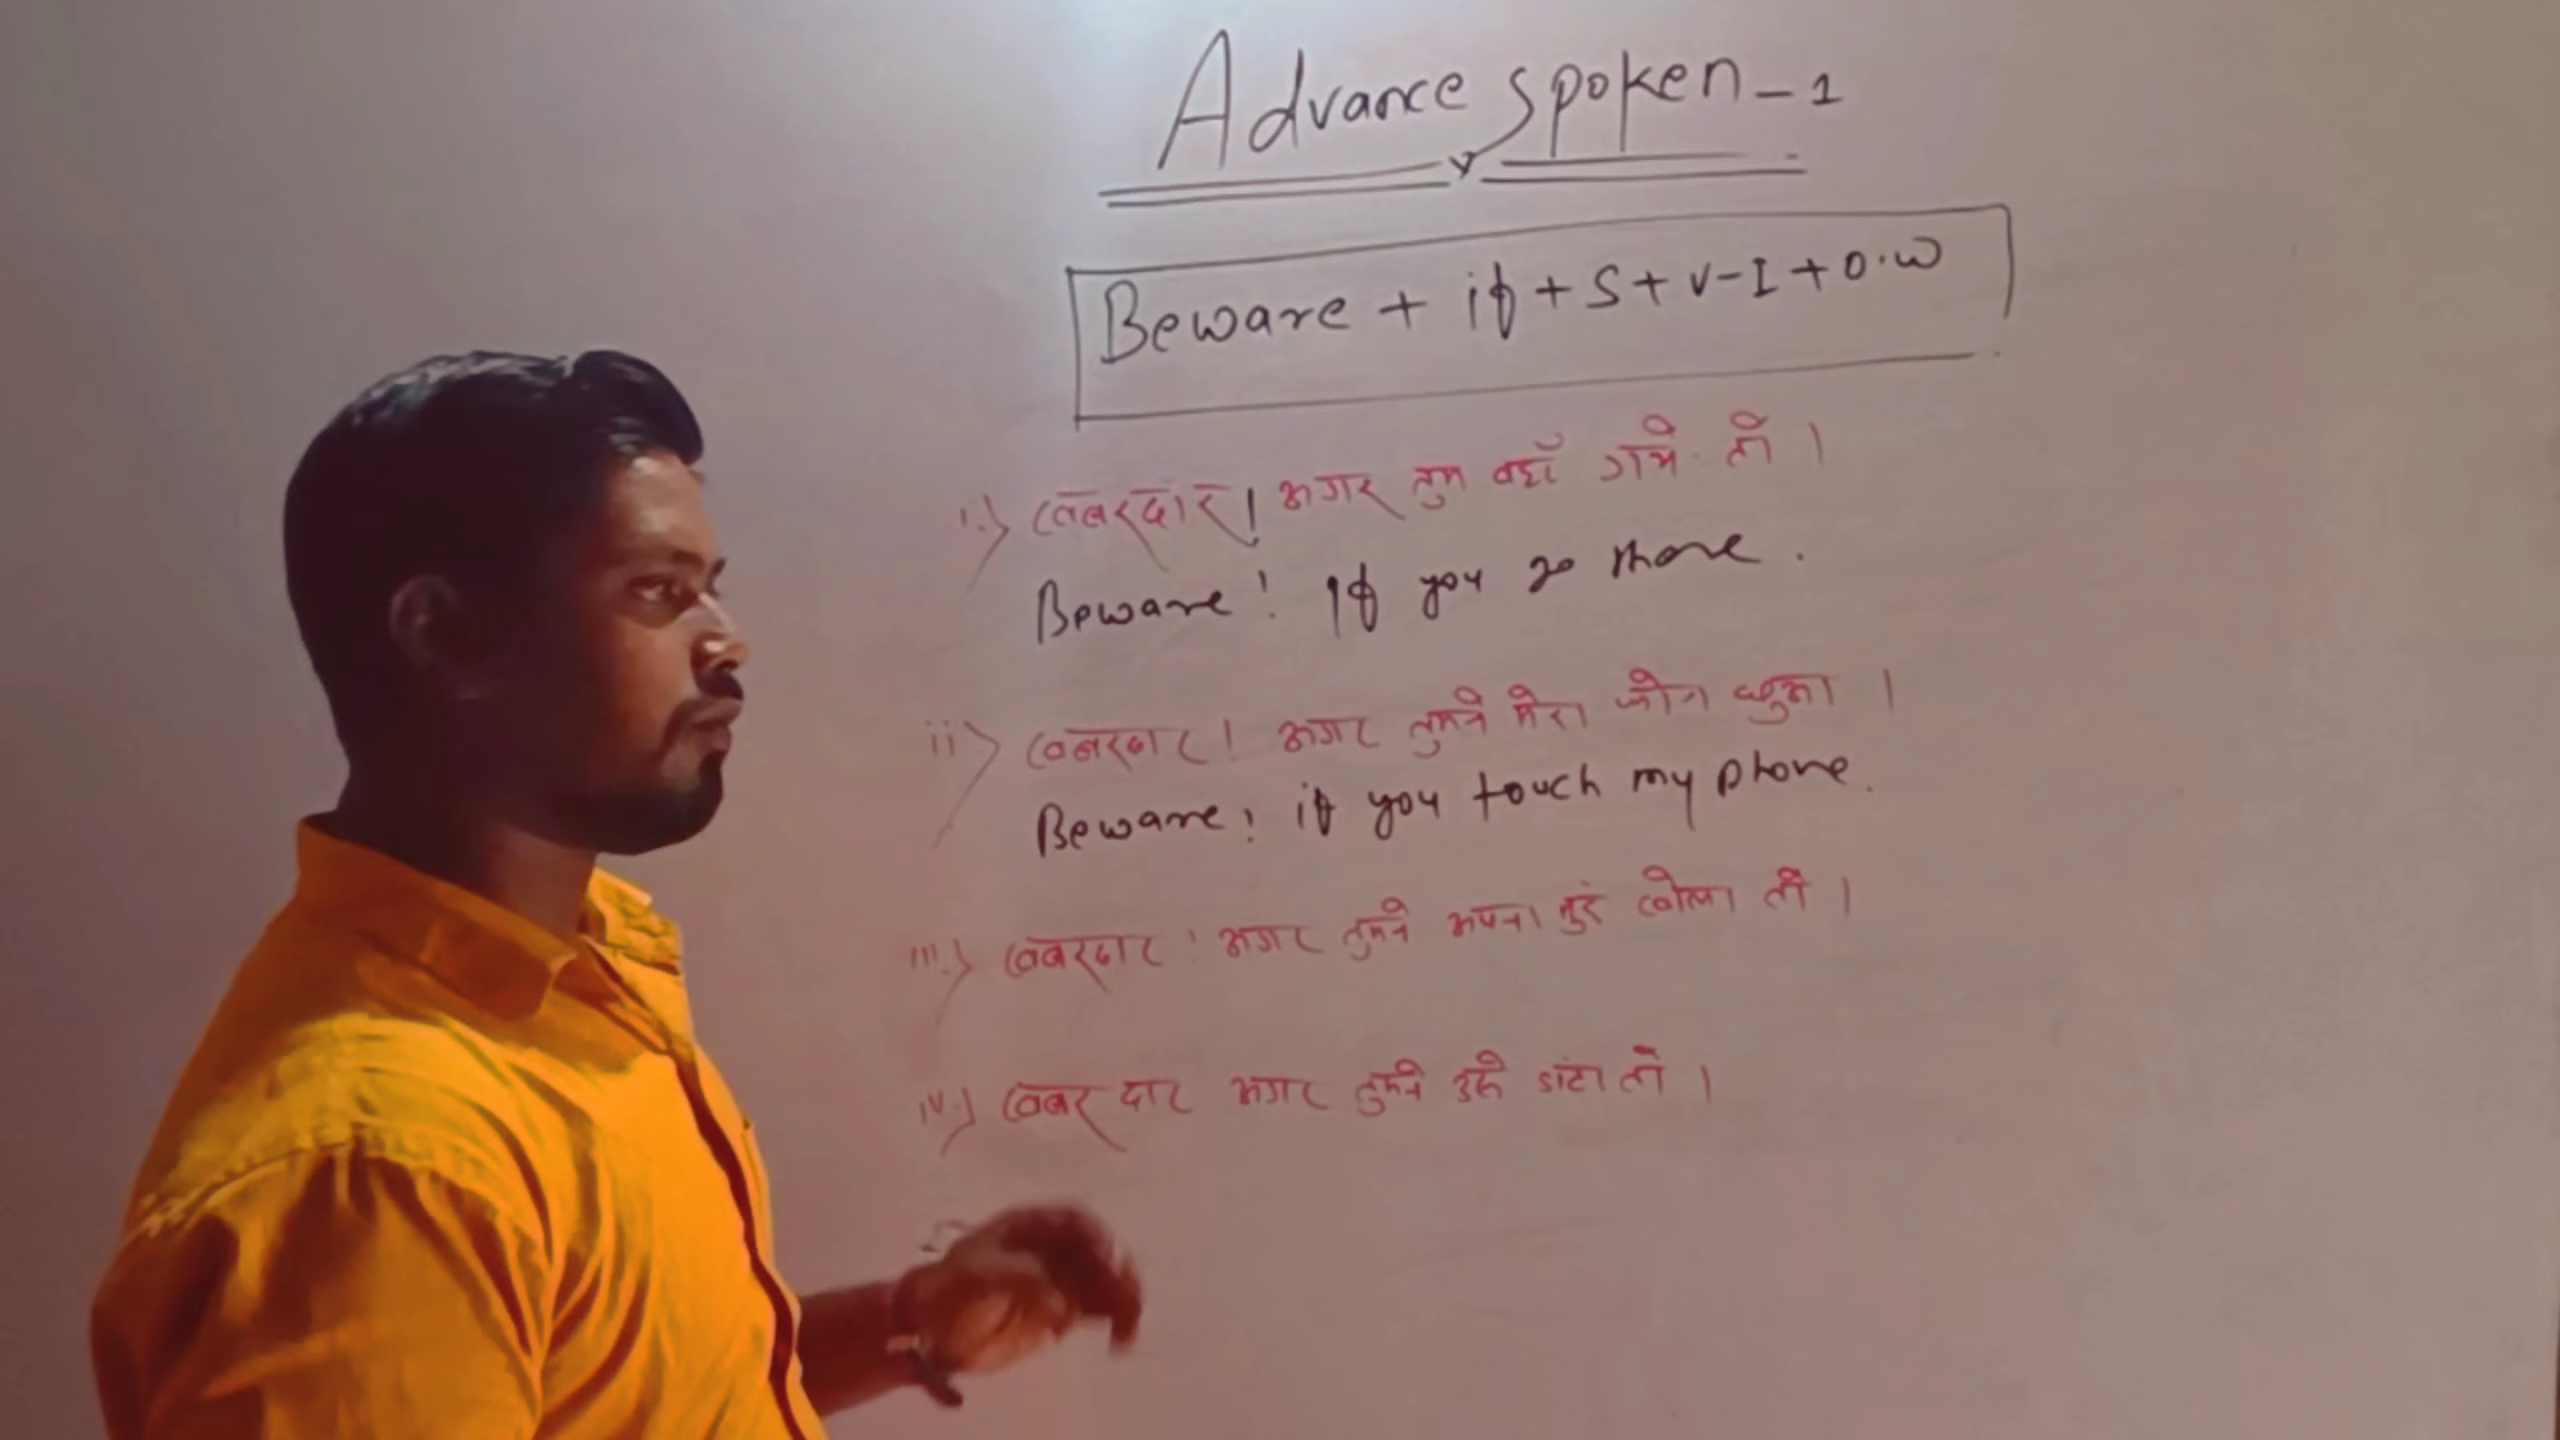 Advance spoken - 1
Beware + if + S + V-I + O.W
i.) खबरदार! अगर तुम वहाँ गये तो ।
Beware! If you go there.
ii) खबरदार! अगर तुमने मेरा फोन छुआ ।
Beware! if you touch my phone.
iii.) खबरदार! अगर तुमने अपना मुहं खोला तो ।
iv.) खबरदार अगर तुमने उसे डांटा तो ।